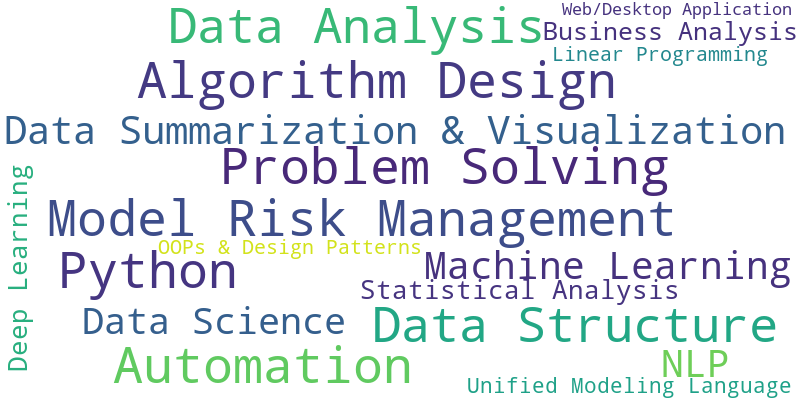 Web/Desktop Application
Data Analysis
Business Analysis
Linear Programming
Algorithm Design
Data Summarization & Visualization
Problem Solving
Deep Learning
Model Risk Management
OOPs & Design Patterns
Python
Machine Learning
Statistical Analysis
Data Science
Data Structure
Automation
NLP
Unified Modeling Language